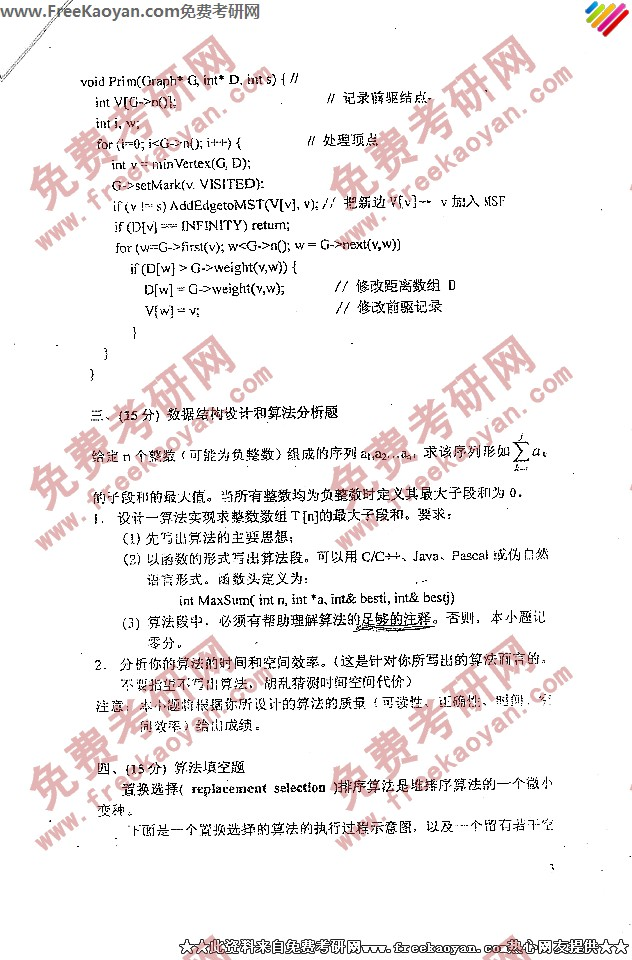 www.FreeKaoyan.com免费考研网
void Prim(Graph* G, int* D, int s) { //
int V[G->n()]; // 记录前驱结点
int i, w;
for (i=0; i<G->n(); i++) { // 处理顶点
int v = minVertex(G, D);
G->setMark(v, VISITED);
if (v != s) AddEdgetoMST(V[v], v); // 把新边 V[v]→ v 加入 MSF
if (D[v] == INFINITY) return;
for (w=G->first(v); w<G->n(); w = G->next(v,w))
if (D[w] > G->weight(v,w)) {
D[w] = G->weight(v,w); // 修改距离数组 D
V[w] = v; // 修改前驱记录
}
}
}
三、(15 分) 数据结构设计和算法分析题
给定 n 个整数（可能为负整数）组成的序列 a₁,a₂…aₙ，求该序列形如 ∑
的子段和的最大值。当所有整数均为负整数时定义其最大子段和为 0。
1. 设计一算法实现求整数数组 T[n]的最大子段和。要求：
(1) 先写出算法的主要思想；
(2) 以函数的形式写出算法段。可以用 C/C++、Java、Pascal 或伪自然
语言形式。函数头定义为：
int MaxSum( int n, int *a, int& besti, int& bestj)
(3) 算法段中，必须有帮助理解算法的足够的注释。否则，本小题记
零分。
2. 分析你的算法的时间和空间效率。（这是针对你所写出的算法而言的。
不要指望不写出算法，胡乱猜测时间空间代价）
注意：本小题将根据你所设计的算法的质量（可读性、正确性、时间、空
间效率）给出成绩。
四、(15 分) 算法填空题
置换选择( replacement selection )排序算法是堆排序算法的一个微小
变种。
下面是一个置换选择的算法的执行过程示意图，以及一个留有若干空
3
★★此资料来自免费考研网www.freekaoyan.com热心网友提供★★